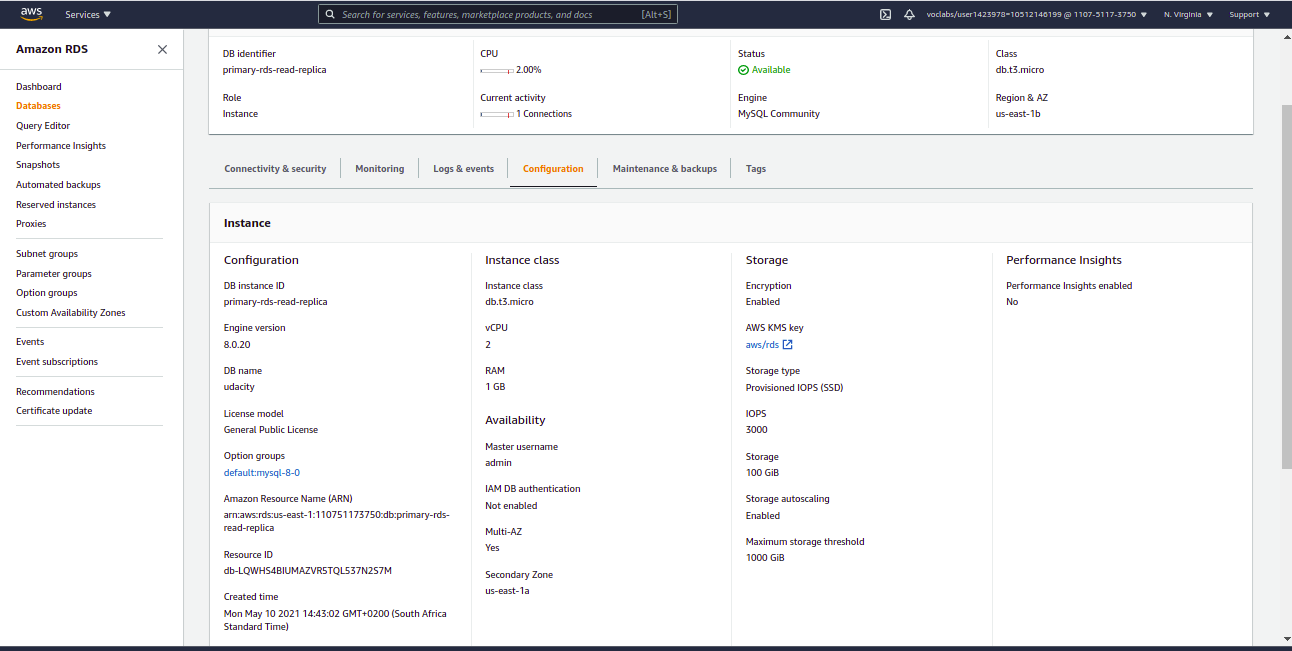 aws
Services
Search for services, features, marketplace products, and docs [Alt+S]
voclabs/user1423978=10512146199 @ 1107-5117-3750
N. Virginia
Support
Amazon RDS
Dashboard
Databases
Query Editor
Performance Insights
Snapshots
Automated backups
Reserved instances
Proxies
Subnet groups
Parameter groups
Option groups
Custom Availability Zones
Events
Event subscriptions
Recommendations
Certificate update
DB identifier
primary-rds-read-replica
Role
Instance
CPU
2.00%
Current activity
1 Connections
Status
Available
Engine
MySQL Community
Class
db.t3.micro
Region & AZ
us-east-1b
Connectivity & security
Monitoring
Logs & events
Configuration
Maintenance & backups
Tags
Instance
Configuration
DB instance ID
primary-rds-read-replica
Engine version
8.0.20
DB name
udacity
License model
General Public License
Option groups
default:mysql-8-0
Amazon Resource Name (ARN)
arn:aws:rds:us-east-1:110751173750:db:primary-rds-
read-replica
Resource ID
db-LQWHS4BIUMAZVR5TQL537N2S7M
Created time
Mon May 10 2021 14:43:02 GMT+0200 (South Africa
Standard Time)
Instance class
Instance class
db.t3.micro
vCPU
2
RAM
1 GB
Availability
Master username
admin
IAM DB authentication
Not enabled
Multi-AZ
Yes
Secondary Zone
us-east-1a
Storage
Encryption
Enabled
AWS KMS key
aws/rds
Storage type
Provisioned IOPS (SSD)
IOPS
3000
Storage
100 GiB
Storage autoscaling
Enabled
Maximum storage threshold
1000 GiB
Performance Insights
Performance Insights enabled
No